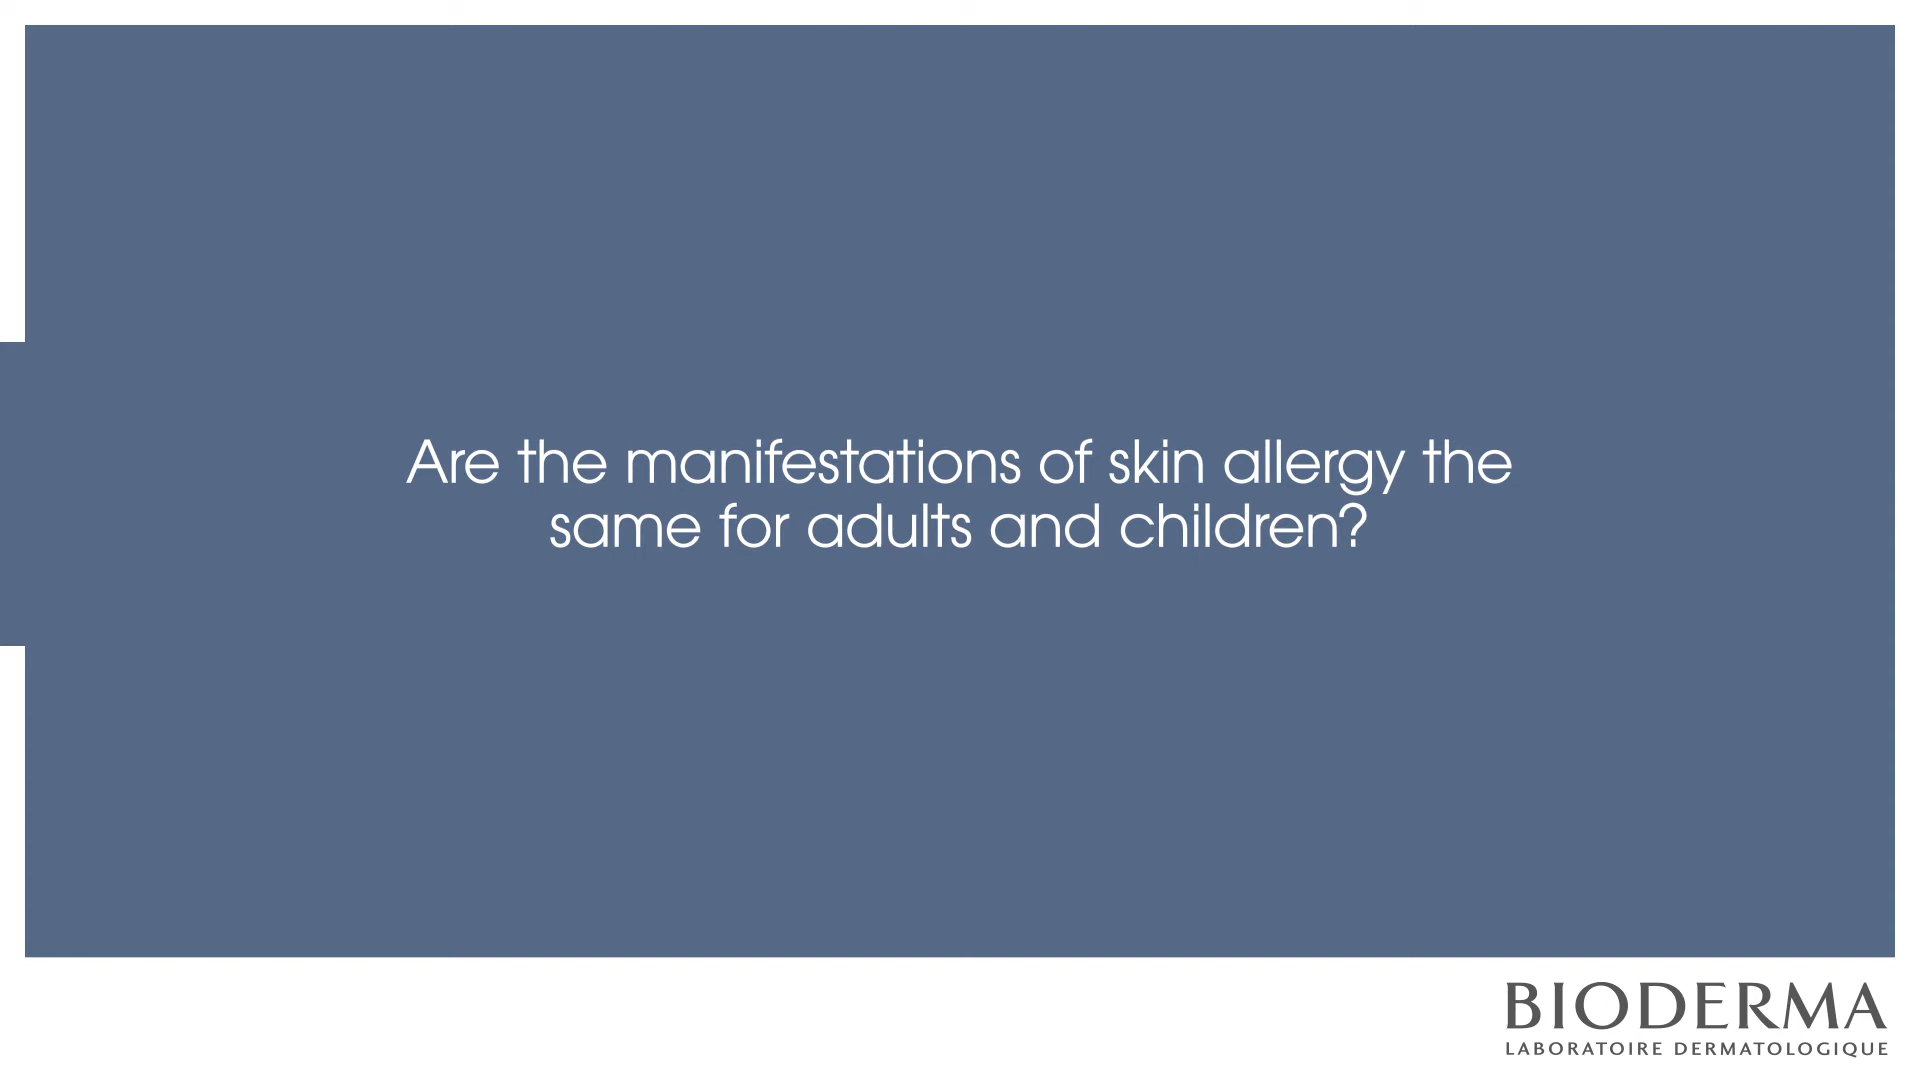 Are the manifestations of skin allergy the
same for adults and children?
BIODERMA
LABORATOIRE DERMATOLOGIQUE